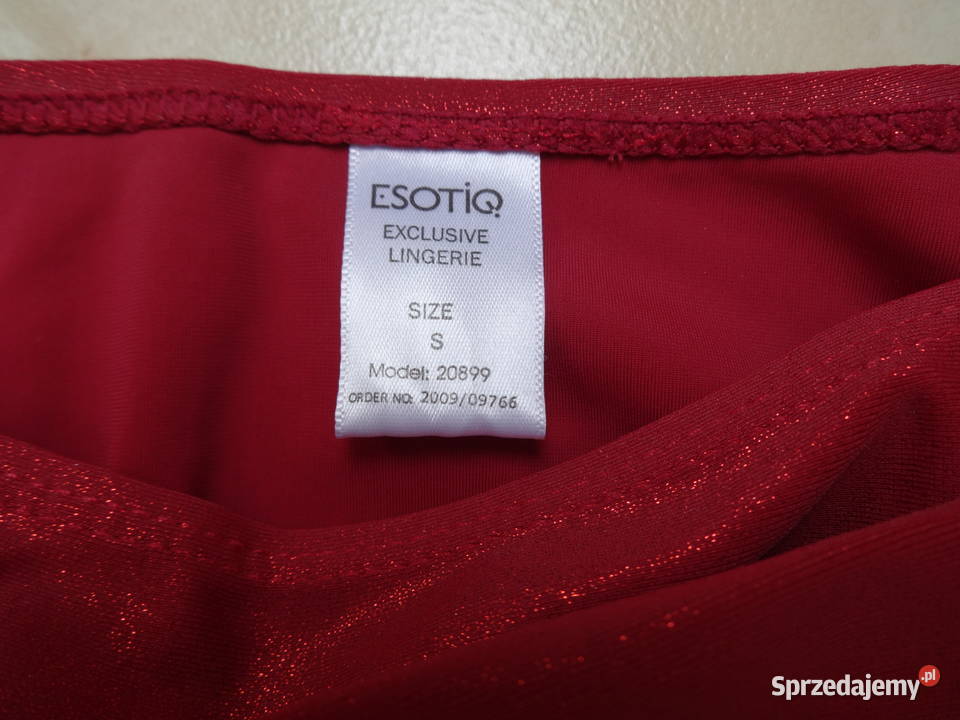 ESOTiQ
EXCLUSIVE
LINGERIE
SIZE
S
Model: 20899
ORDER NO: 2009/09766
Sprzedajemy.pl